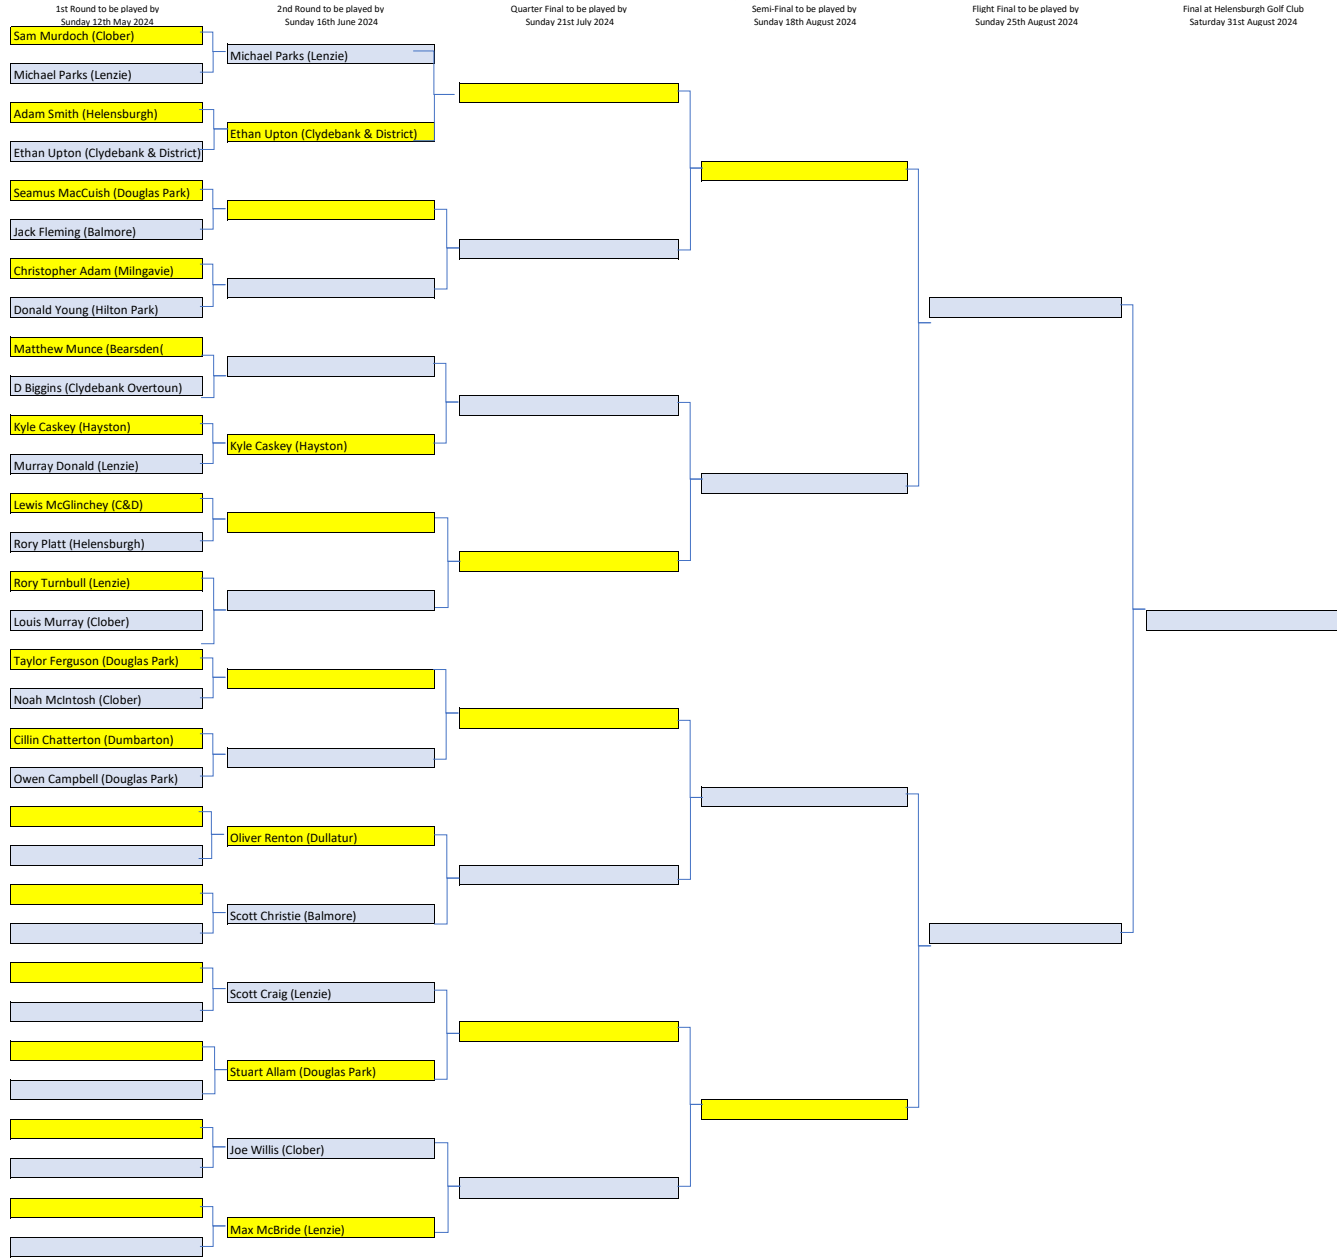 1st Round to be played by
Sunday 12th May 2024
2nd Round to be played by
Sunday 16th June 2024
Quarter Final to be played by
Sunday 21st July 2024
Semi-Final to be played by
Sunday 18th August 2024
Flight Final to be played by
Sunday 25th August 2024
Final at Helensburgh Golf Club
Saturday 31st August 2024
Sam Murdoch (Clober)
Michael Parks (Lenzie)
Adam Smith (Helensburgh)
Ethan Upton (Clydebank & District)
Seamus MacCuish (Douglas Park)
Jack Fleming (Balmore)
Christopher Adam (Milngavie)
Donald Young (Hilton Park)
Matthew Munce (Bearsden(
D Biggins (Clydebank Overtoun)
Kyle Caskey (Hayston)
Murray Donald (Lenzie)
Lewis McGlinchey (C&D)
Rory Platt (Helensburgh)
Rory Turnbull (Lenzie)
Louis Murray (Clober)
Taylor Ferguson (Douglas Park)
Noah McIntosh (Clober)
Cillin Chatterton (Dumbarton)
Owen Campbell (Douglas Park)
Michael Parks (Lenzie)
Ethan Upton (Clydebank & District)
Kyle Caskey (Hayston)
Oliver Renton (Dullatur)
Scott Christie (Balmore)
Scott Craig (Lenzie)
Stuart Allam (Douglas Park)
Joe Willis (Clober)
Max McBride (Lenzie)